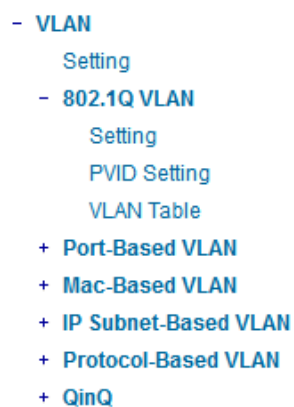 - VLAN
Setting
- 802.1Q VLAN
Setting
PVID Setting
VLAN Table
+ Port-Based VLAN
+ Mac-Based VLAN
+ IP Subnet-Based VLAN
+ Protocol-Based VLAN
+ QinQ